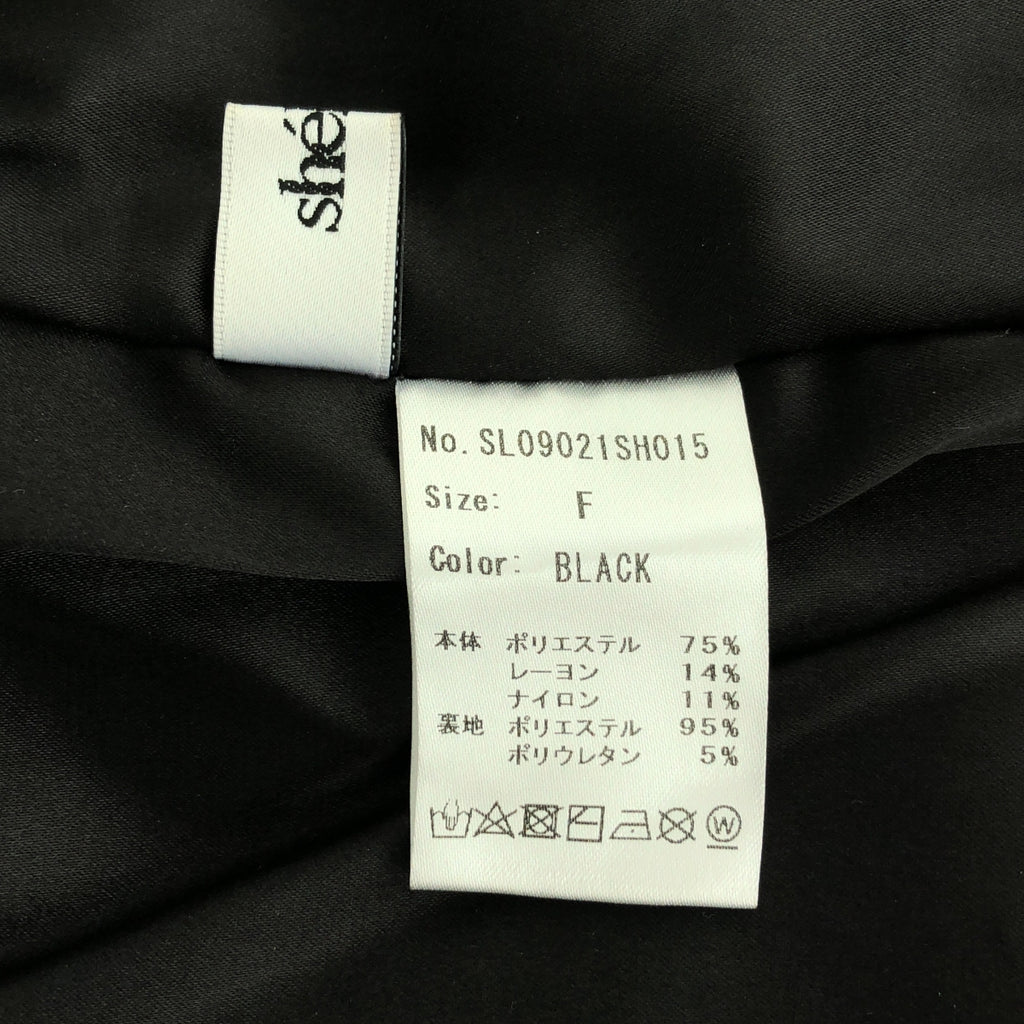 shé
No. SL09021SH015
Size: F
Color: BLACK
本体 ポリエステル 75%
レーヨン 14%
ナイロン 11%
裏地 ポリエステル 95%
ポリウレタン 5%
W